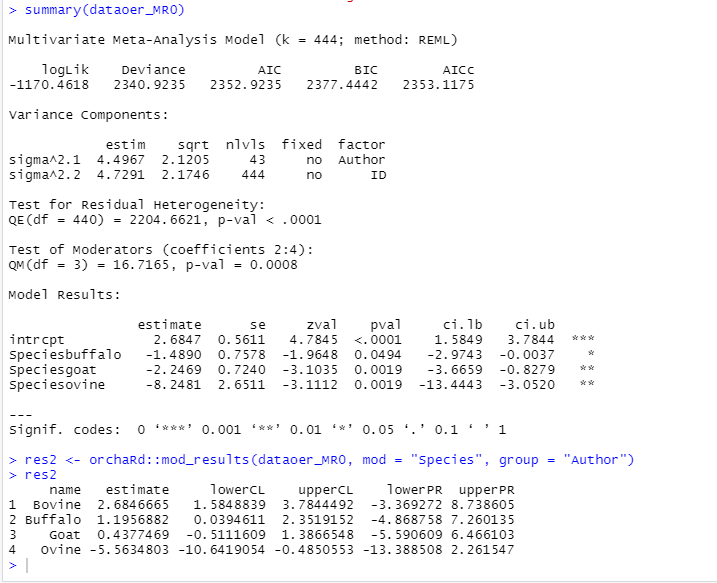 > summary(dataoer_MRO)
Multivariate Meta-Analysis Model (k = 444; method: REML)
logLik Deviance AIC BIC AICc
-1170.4618 2340.9235 2352.9235 2377.4442 2353.1175
Variance Components:
estim sqrt nlvls fixed factor
sigma^2.1 4.4967 2.1205 43 no Author
sigma^2.2 4.7291 2.1746 444 no ID
Test for Residual Heterogeneity:
QE(df = 440) = 2204.6621, p-val < .0001
Test of Moderators (coefficients 2:4):
QM(df = 3) = 16.7165, p-val = 0.0008
Model Results:
estimate se zval pval ci.lb ci.ub
intrcpt 2.6847 0.5611 4.7845 <.0001 1.5849 3.7844 ***
Speciesbuffalo -1.4890 0.7578 -1.9648 0.0494 -2.9743 -0.0037 *
Speciesgoat -2.2469 0.7240 -3.1035 0.0019 -3.6659 -0.8279 **
Speciesovine -8.2481 2.6511 -3.1112 0.0019 -13.4443 -3.0520 **
---
Signif. codes: 0 ‘***’ 0.001 ‘**’ 0.01 ‘*’ 0.05 ‘.’ 0.1 ‘ ’ 1
> res2 <- orchaRd::mod_results(dataoer_MRO, mod = "Species", group = "Author")
> res2
name estimate lowerCL upperCL lowerPR upperPR
1 Bovine 2.6846665 1.5848839 3.7844492 -3.369272 8.738605
2 Buffalo 1.1956882 0.0394611 2.3519152 -4.868758 7.260135
3 Goat 0.4377469 -0.5111609 1.3866548 -5.590609 6.466103
4 Ovine -5.5634803 -10.6419054 -0.4850553 -13.388508 2.261547
>